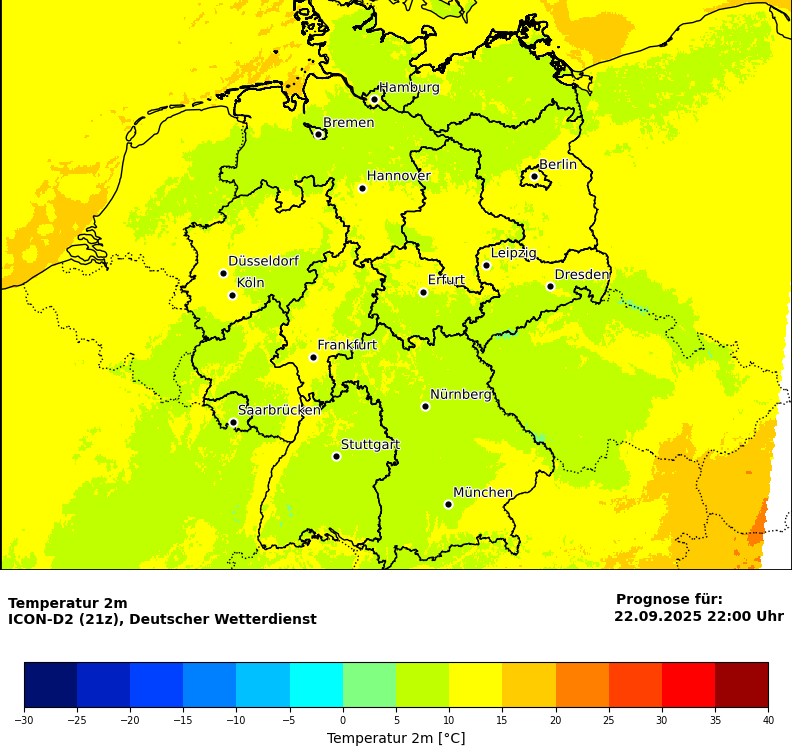 Hamburg
Bremen
Berlin
Hannover
Leipzig
Düsseldorf
Dresden
Köln
Erfurt
Frankfurt
Nürnberg
Saarbrücken
Stuttgart
München
Temperatur 2m
ICON-D2 (21z), Deutscher Wetterdienst
Prognose für:
22.09.2025 22:00 Uhr
−30 −25 −20 −15 −10 −5 0 5 10 15 20 25 30 35 40
Temperatur 2m [°C]